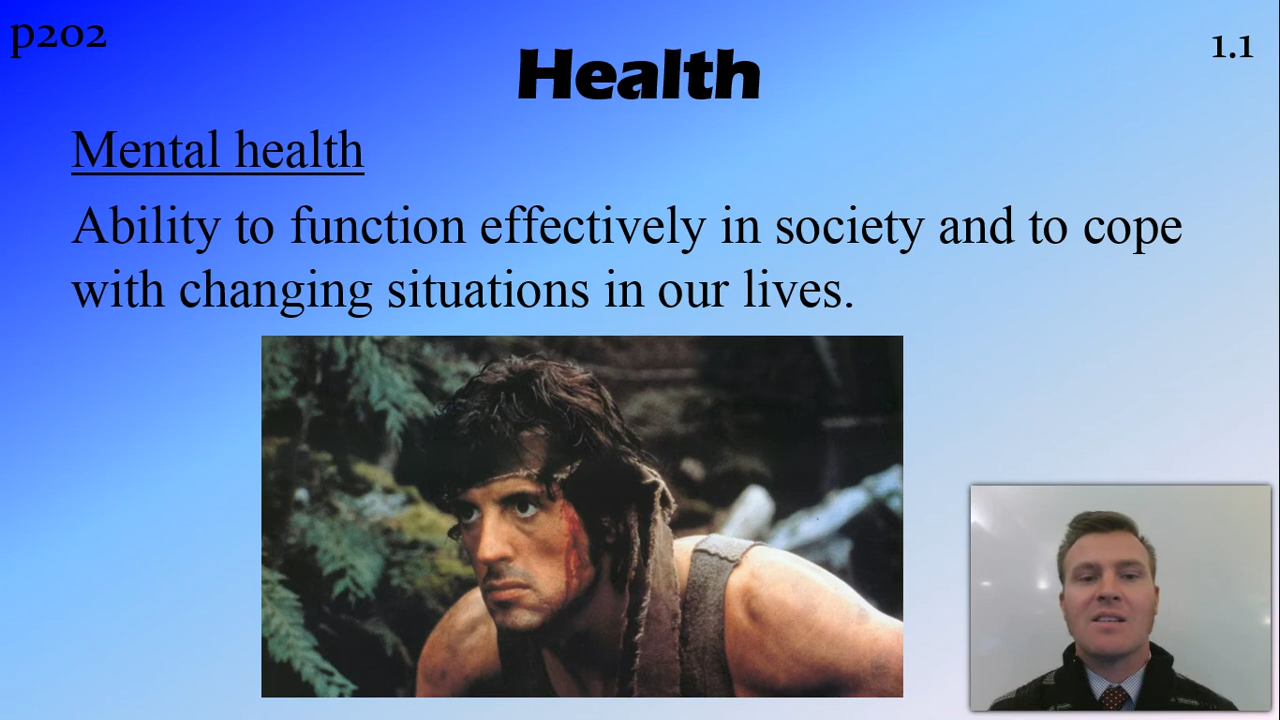 p202
1.1
Health
Mental health
Ability to function effectively in society and to cope
with changing situations in our lives.